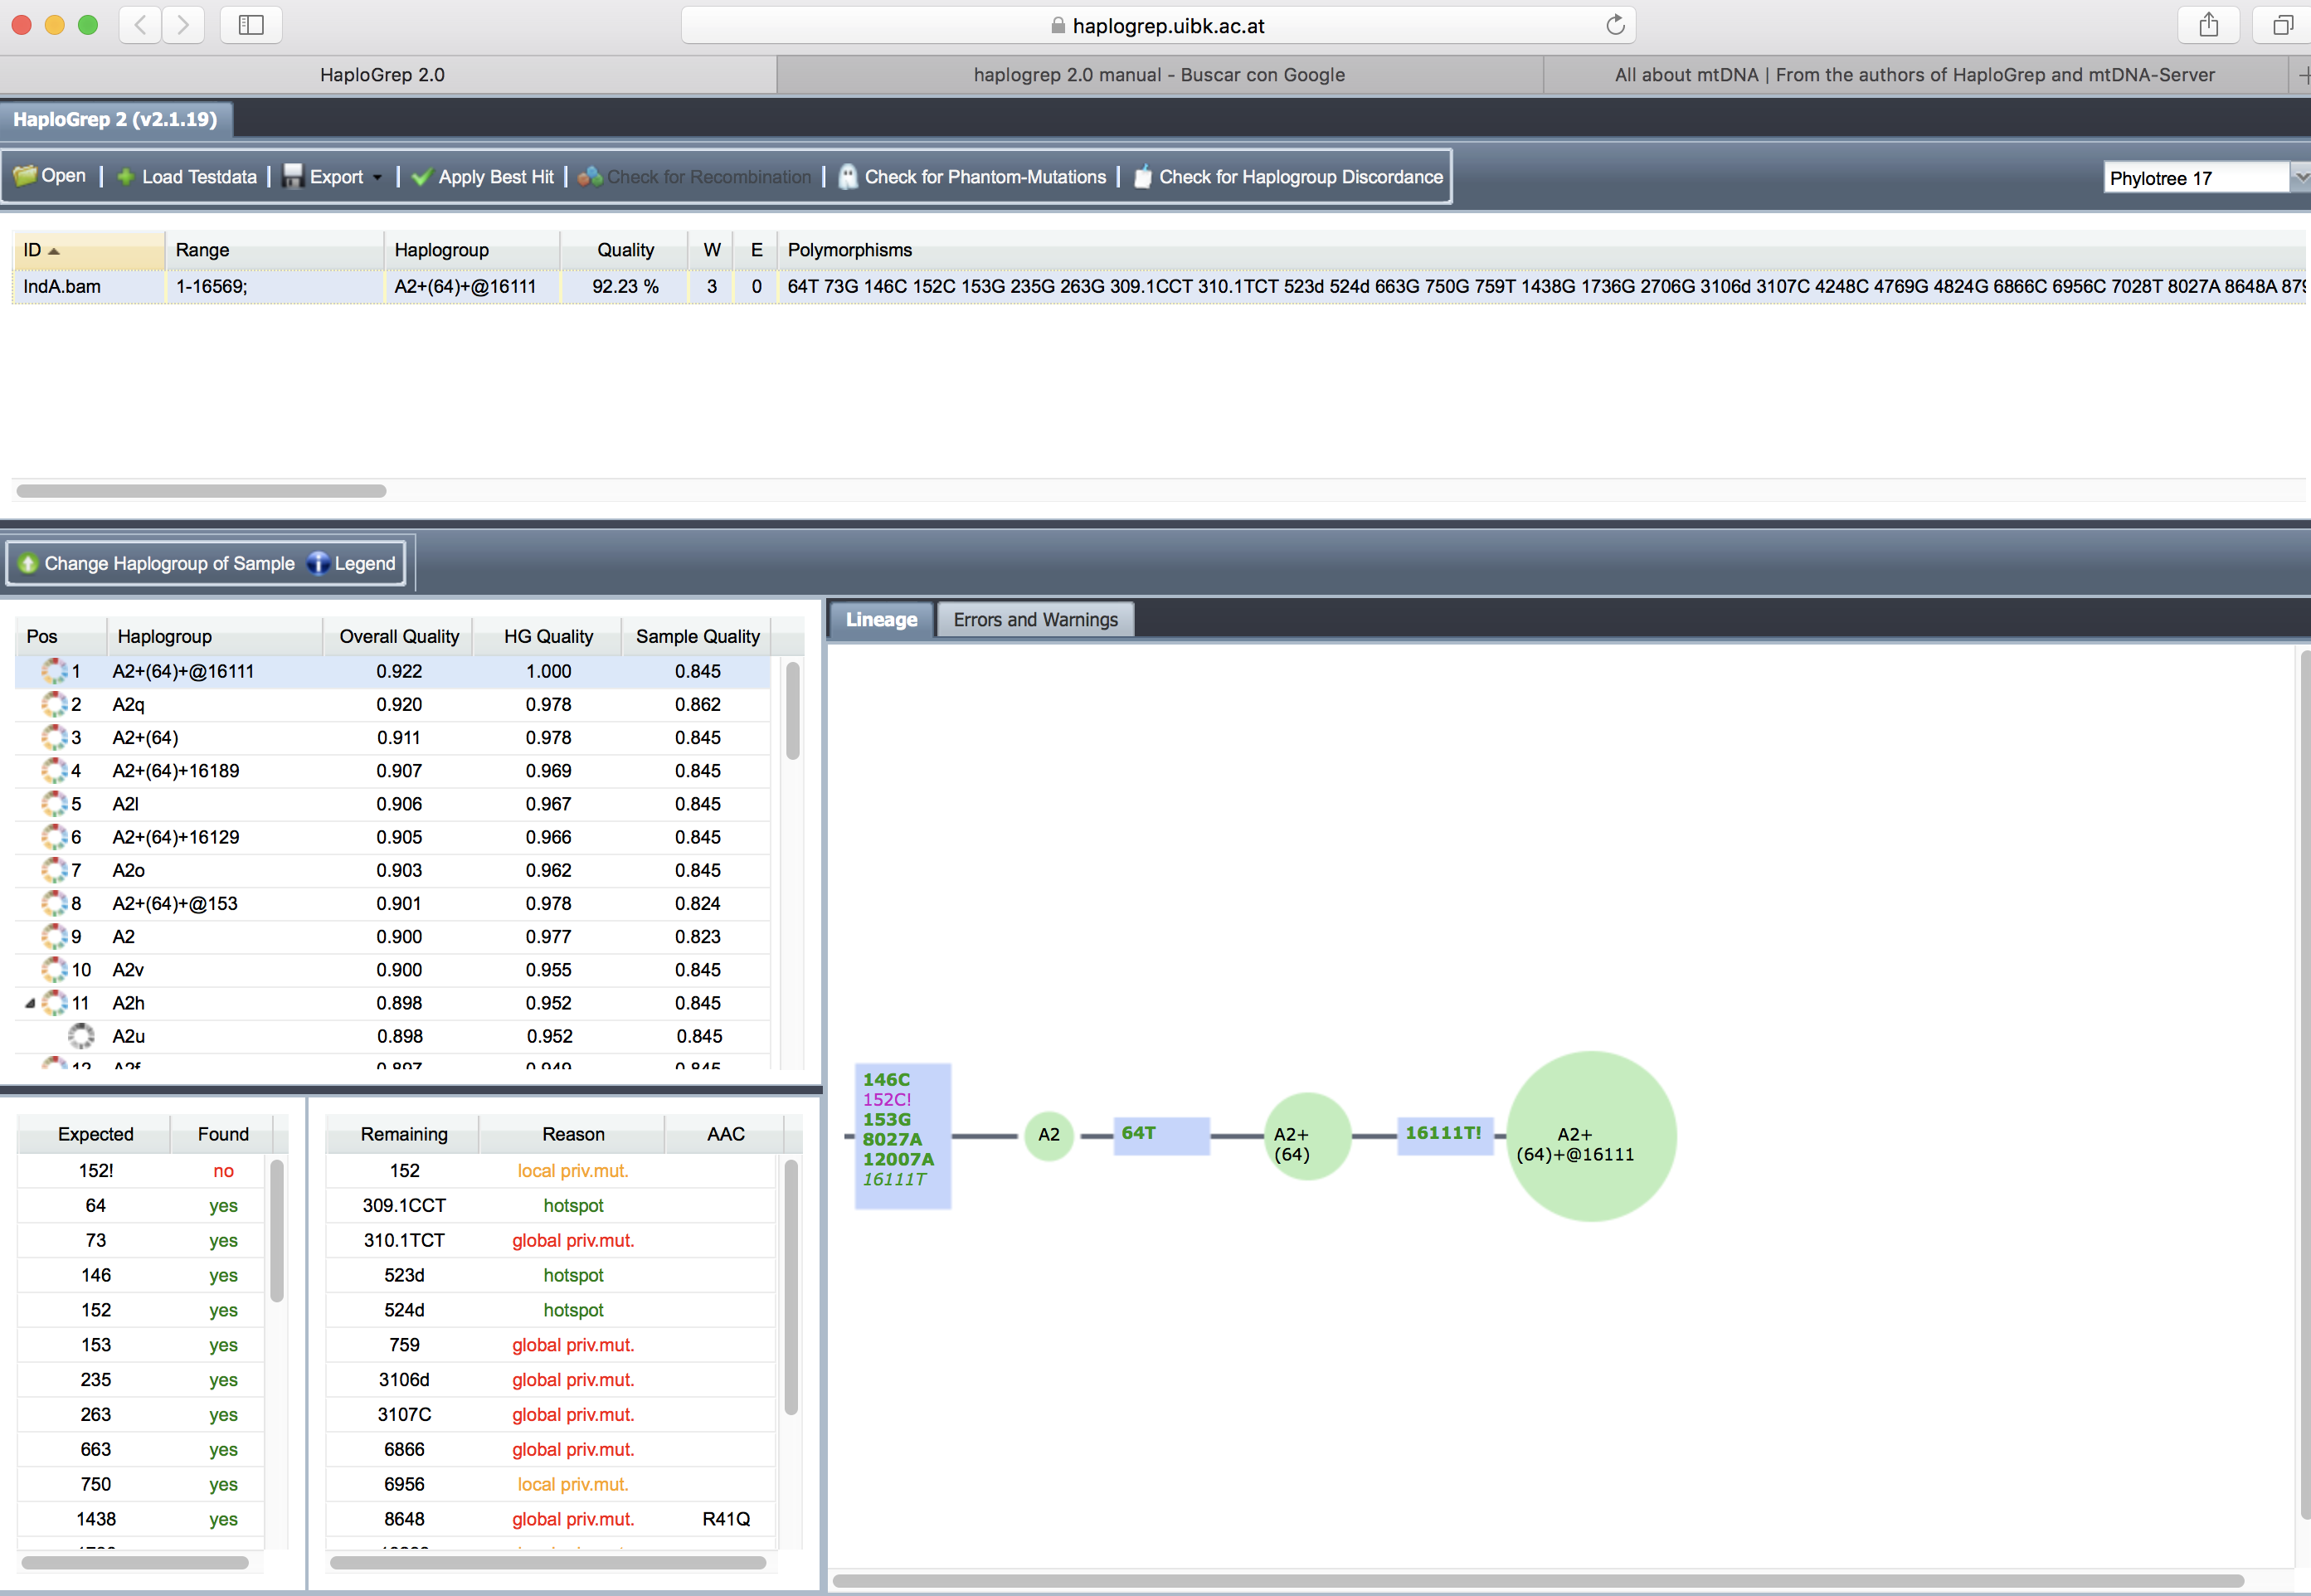 haplogrep.uibk.ac.at
HaploGrep 2.0
haplogrep 2.0 manual - Buscar con Google
All about mtDNA | From the authors of HaploGrep and mtDNA-Server
HaploGrep 2 (v2.1.19)
Open | Load Testdata | Export | Apply Best Hit | Check for Recombination | Check for Phantom-Mutations | Check for Haplogroup Discordance
Phylotree 17
ID Range Haplogroup Quality W E Polymorphisms
IndA.bam 1-16569; A2+(64)+@16111 92.23 % 3 0 64T 73G 146C 152C 153G 235G 263G 309.1CCT 310.1TCT 523d 524d 663G 750G 759T 1438G 1736G 2706G 3106d 3107C 4248C 4769G 4824G 6866C 6956C 7028T 8027A 8648A
Change Haplogroup of Sample Legend
Pos Haplogroup Overall Quality HG Quality Sample Quality
1 A2+(64)+@16111 0.922 1.000 0.845
2 A2q 0.920 0.978 0.862
3 A2+(64) 0.911 0.978 0.845
4 A2+(64)+16189 0.907 0.969 0.845
5 A2l 0.906 0.967 0.845
6 A2+(64)+16129 0.905 0.966 0.845
7 A2o 0.903 0.962 0.845
8 A2+(64)+@153 0.901 0.978 0.824
9 A2 0.900 0.977 0.823
10 A2v 0.900 0.955 0.845
11 A2h 0.898 0.952 0.845
A2u 0.898 0.952 0.845
12 A2f 0.897 0.949 0.845
Expected Found
152! no
64 yes
73 yes
146 yes
152 yes
153 yes
235 yes
263 yes
663 yes
750 yes
1438 yes
Remaining Reason AAC
152 local priv.mut.
309.1CCT hotspot
310.1TCT global priv.mut.
523d hotspot
524d hotspot
759 global priv.mut.
3106d global priv.mut.
3107C global priv.mut.
6866 global priv.mut.
6956 local priv.mut.
8648 global priv.mut. R41Q
Lineage
Errors and Warnings
146C
152C!
153G
8027A
12007A
16111T
A2
64T
A2+
(64)
16111T!
A2+
(64)+@16111